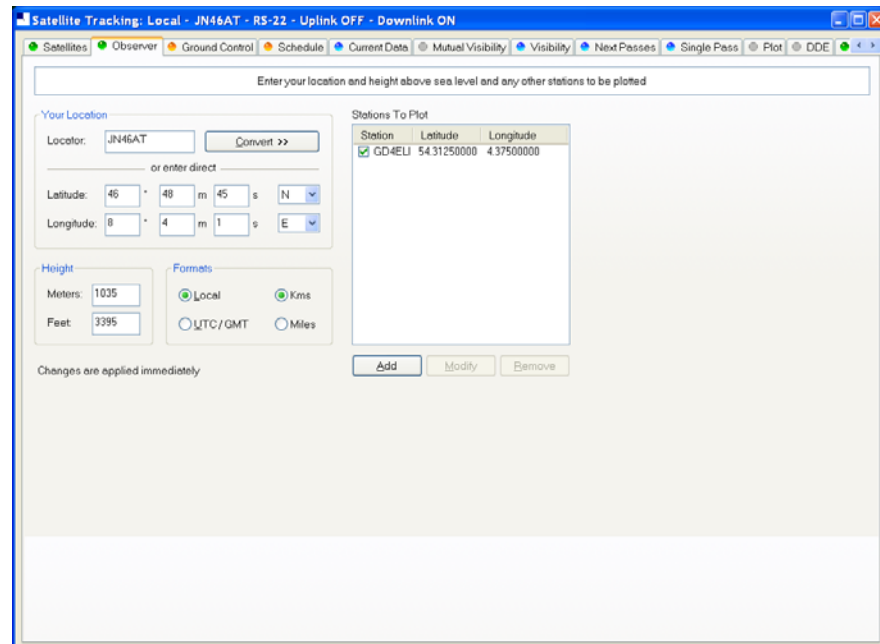 Satellite Tracking: Local - JN46AT - RS-22 - Uplink OFF - Downlink ON
Satellites Observer Ground Control Schedule Current Data Mutual Visibility Visibility Next Passes Single Pass Plot DDE
Enter your location and height above sea level and any other stations to be plotted
Your Location
Locator: JN46AT Convert >>
or enter direct
Latitude: 46 ° 48 m 45 s N
Longitude: 8 ° 4 m 1 s E
Height
Meters: 1035
Feet: 3395
Formats
Local Kms
UTC/GMT Miles
Changes are applied immediately
Stations To Plot
Station Latitude Longitude
GD4ELI 54.31250000 4.37500000
Add Modify Remove